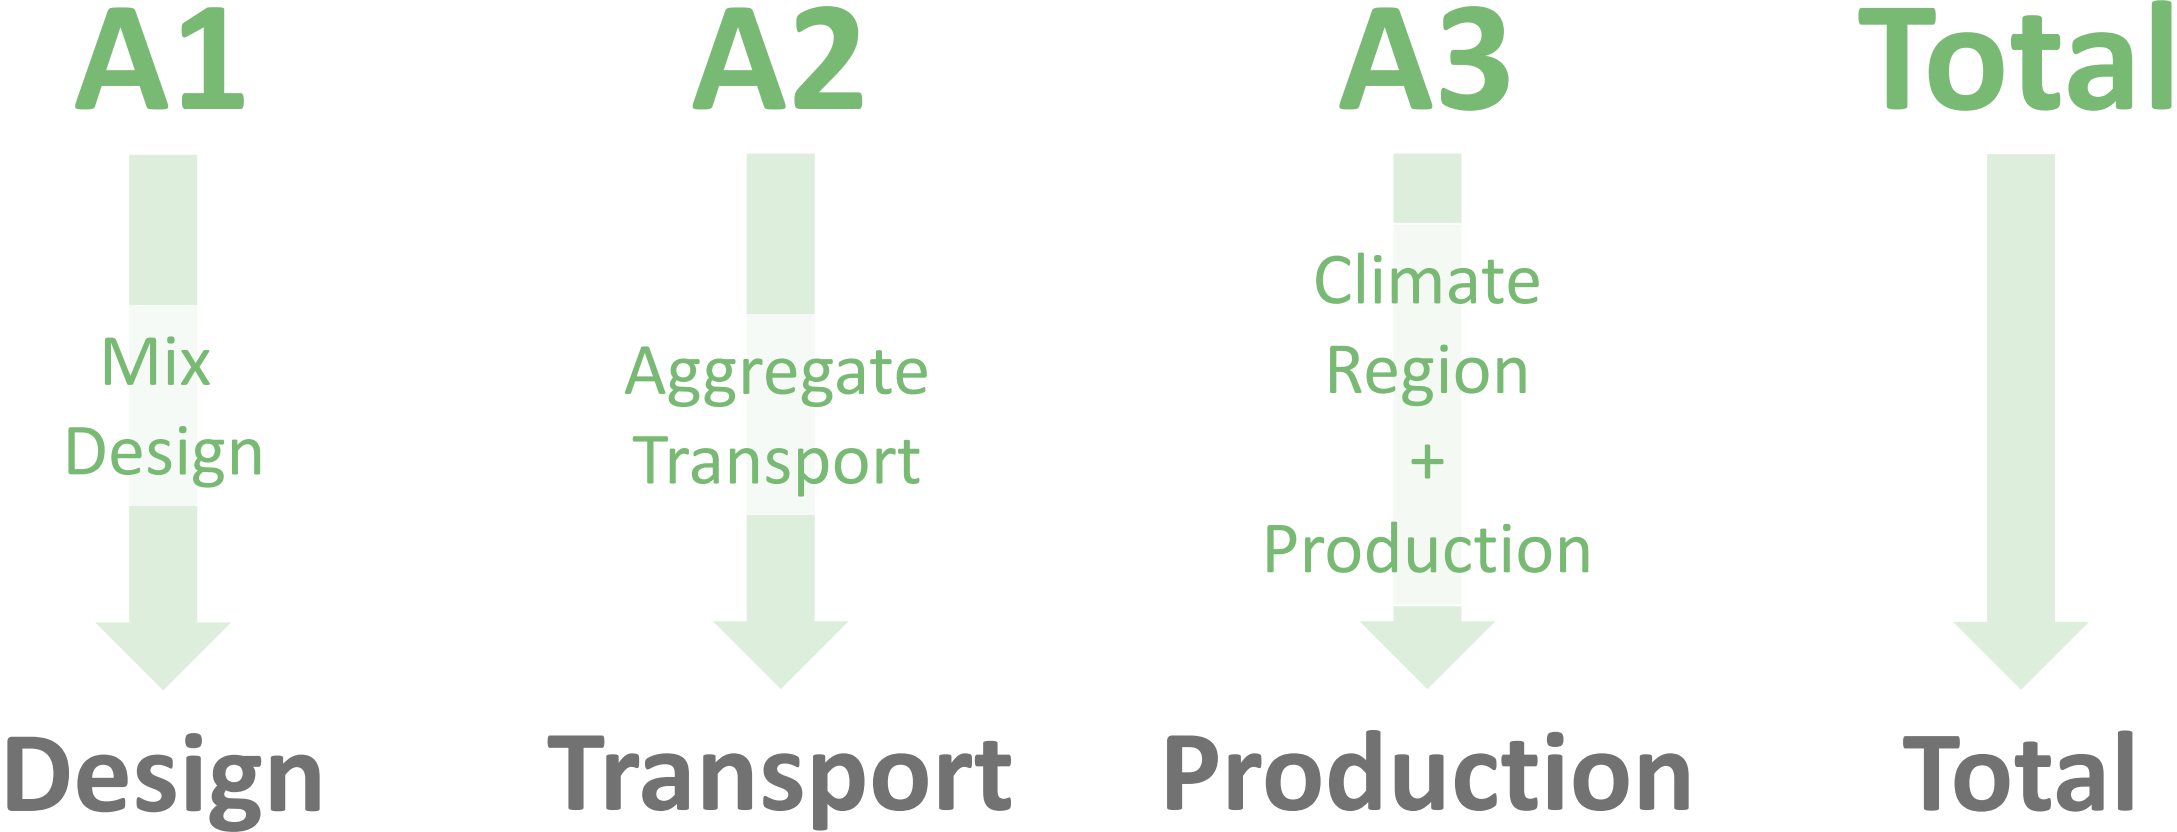 A1 A2 A3 Total
Mix
Design
Aggregate
Transport
Climate
Region
+
Production
Design Transport Production Total